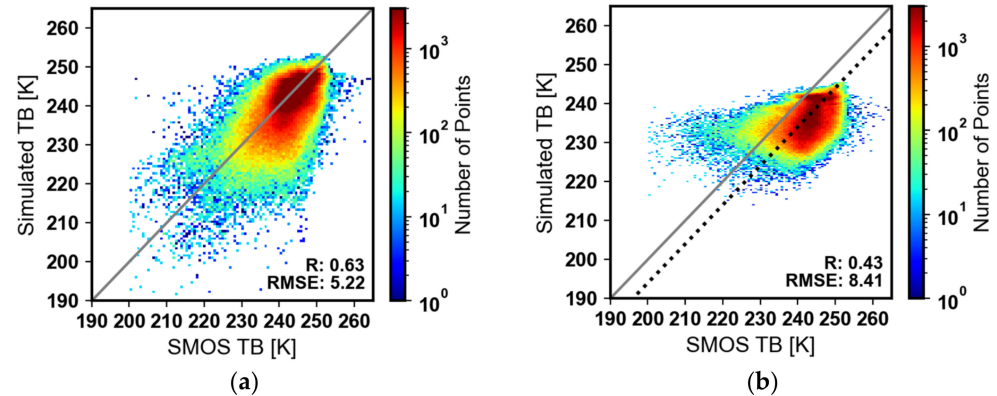 260
250
240
230
220
210
200
190
190 200 210 220 230 240 250 260
Simulated TB [K]
SMOS TB [K]
R: 0.63
RMSE: 5.22
10³
10²
10¹
10⁰
Number of Points
(a)
260
250
240
230
220
210
200
190
190 200 210 220 230 240 250 260
Simulated TB [K]
SMOS TB [K]
R: 0.43
RMSE: 8.41
10³
10²
10¹
10⁰
Number of Points
(b)